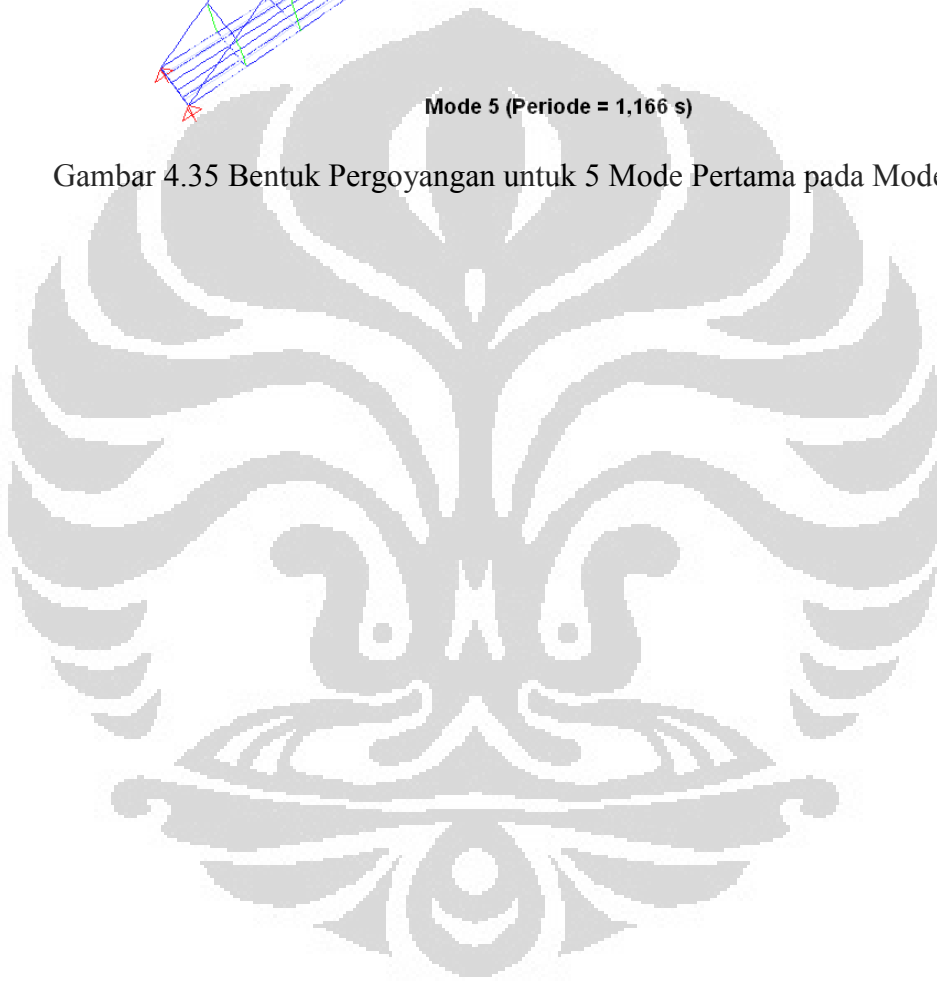 Mode 5 (Periode = 1,166 s)
Gambar 4.35 Bentuk Pergoyangan untuk 5 Mode Pertama pada Mode